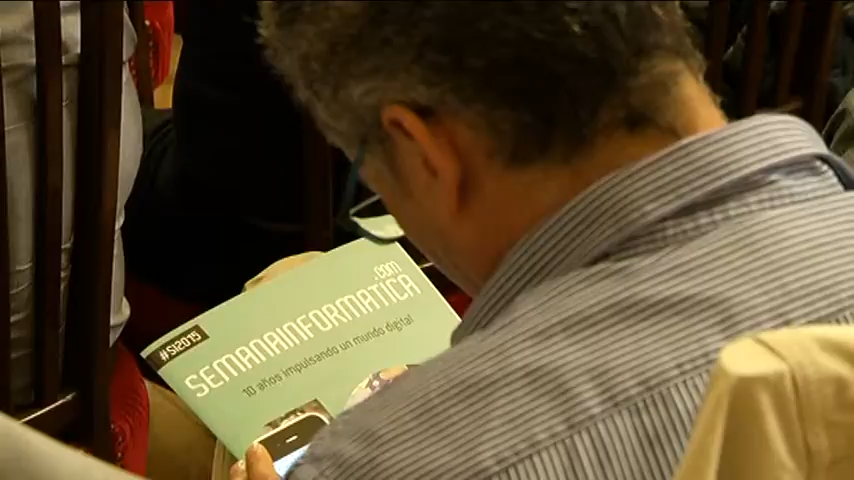 #SI2015
.com
SEMANAINFORMATICA
10 años impulsando un mundo digital